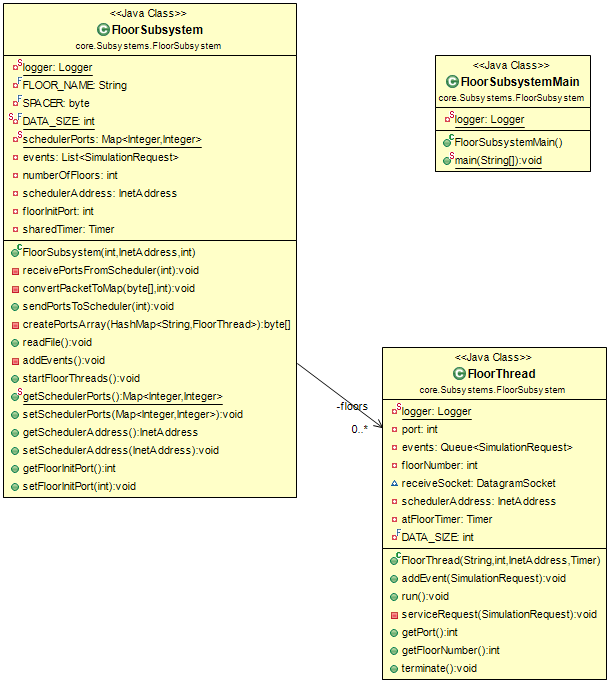 <<Java Class>>
FloorSubsystem
core.Subsystems.FloorSubsystem
logger: Logger
FLOOR_NAME: String
SPACER: byte
DATA_SIZE: int
schedulerPorts: Map<Integer,Integer>
events: List<SimulationRequest>
numberOfFloors: int
schedulerAddress: InetAddress
floorInitPort: int
sharedTimer: Timer
FloorSubsystem(int,InetAddress,int)
receivePortsFromScheduler(int):void
convertPacketToMap(byte[],int):void
sendPortsToScheduler(int):void
createPortsArray(HashMap<String,FloorThread>):byte[]
readFile():void
addEvents():void
startFloorThreads():void
getSchedulerPorts():Map<Integer,Integer>
setSchedulerPorts(Map<Integer,Integer>):void
getSchedulerAddress():InetAddress
setSchedulerAddress(InetAddress):void
getFloorInitPort():int
setFloorInitPort(int):void
<<Java Class>>
FloorSubsystemMain
core.Subsystems.FloorSubsystem
logger: Logger
FloorSubsystemMain()
main(String[]):void
-floors
0..*
<<Java Class>>
FloorThread
core.Subsystems.FloorSubsystem
logger: Logger
port: int
events: Queue<SimulationRequest>
floorNumber: int
receiveSocket: DatagramSocket
schedulerAddress: InetAddress
atFloorTimer: Timer
DATA_SIZE: int
FloorThread(String,int,InetAddress,Timer)
addEvent(SimulationRequest):void
run():void
serviceRequest(SimulationRequest):void
getPort():int
getFloorNumber():int
terminate():void